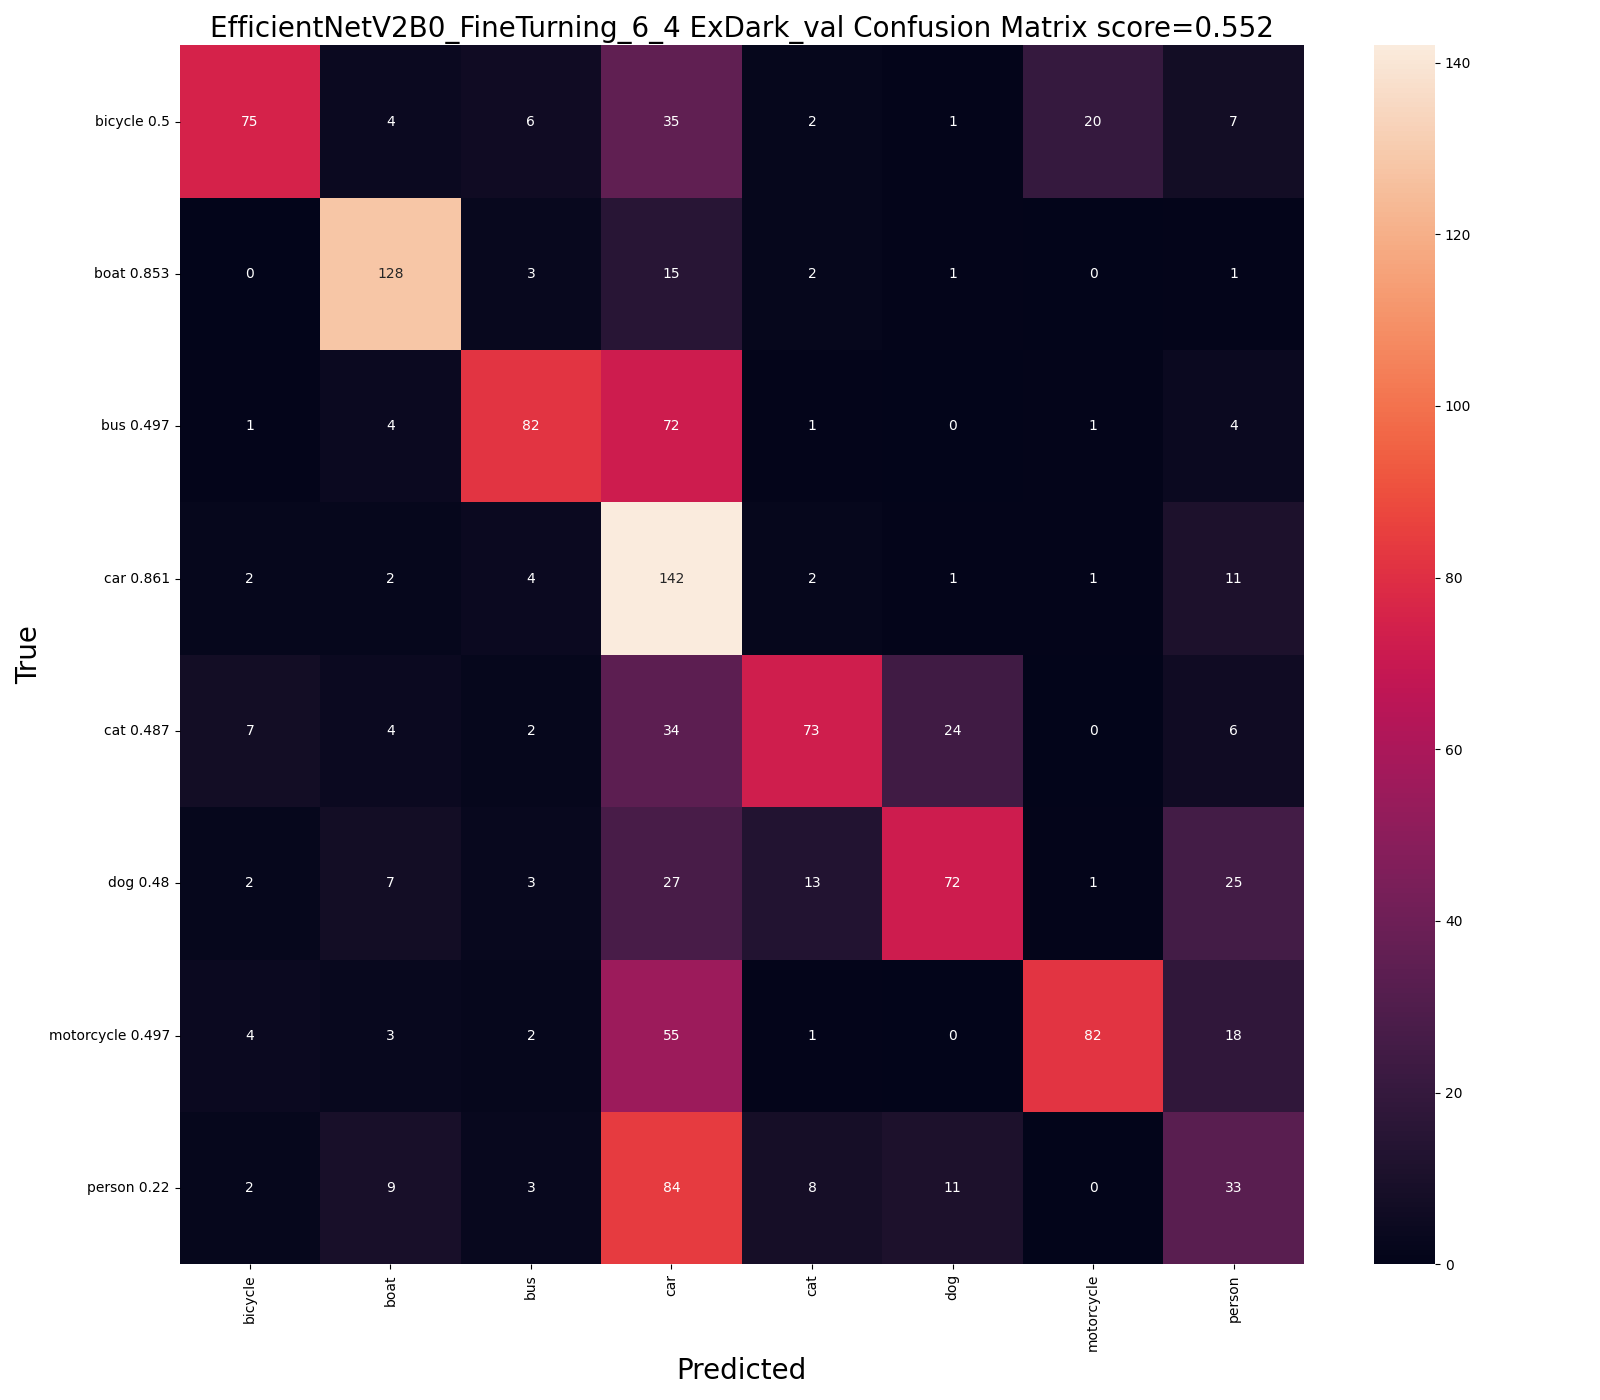 EfficientNetV2B0_FineTurning_6_4 ExDark_val Confusion Matrix score=0.552
140
bicycle 0.5 75 4 6 35 2 1 20 7
120
boat 0.853 0 128 3 15 2 1 0 1
100
bus 0.497 1 4 82 72 1 0 1 4
80
car 0.861 2 2 4 142 2 1 1 11
True
60
cat 0.487 7 4 2 34 73 24 0 6
dog 0.48 2 7 3 27 13 72 1 25
40
motorcycle 0.497 4 3 2 55 1 0 82 18
20
person 0.22 2 9 3 84 8 11 0 33
0
bicycle boat bus car cat dog motorcycle person
Predicted